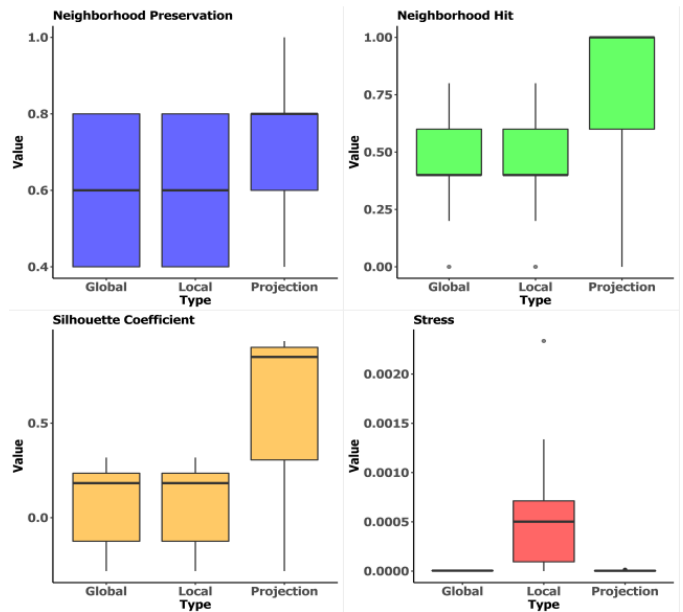 Neighborhood Preservation
1.0
0.8
0.6
0.4
Value
Global Local Projection
Type
Neighborhood Hit
1.00
0.75
0.50
0.25
0.00
Value
Global Local Projection
Type
Silhouette Coefficient
0.5
0.0
Value
Global Local Projection
Type
Stress
0.0020
0.0015
0.0010
0.0005
0.0000
Value
Global Local Projection
Type